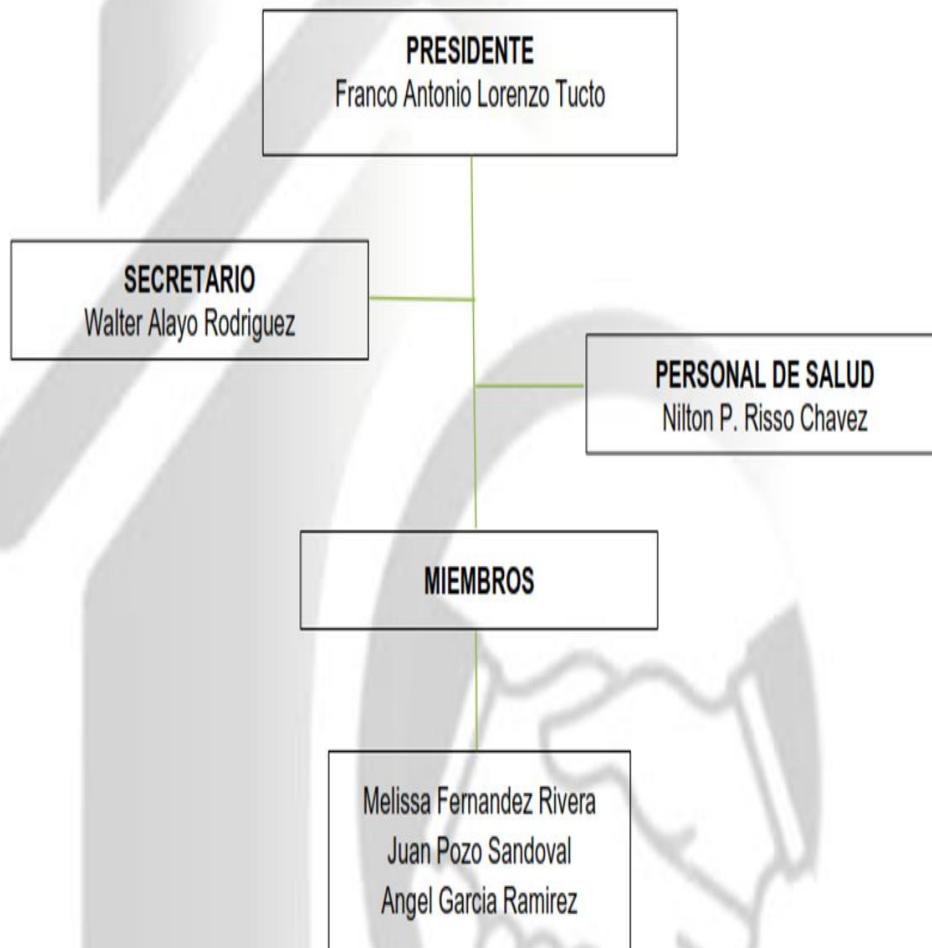 PRESIDENTE
Franco Antonio Lorenzo Tucto
SECRETARIO
Walter Alayo Rodriguez
PERSONAL DE SALUD
Nilton P. Risso Chavez
MIEMBROS
Melissa Fernandez Rivera
Juan Pozo Sandoval
Angel Garcia Ramirez